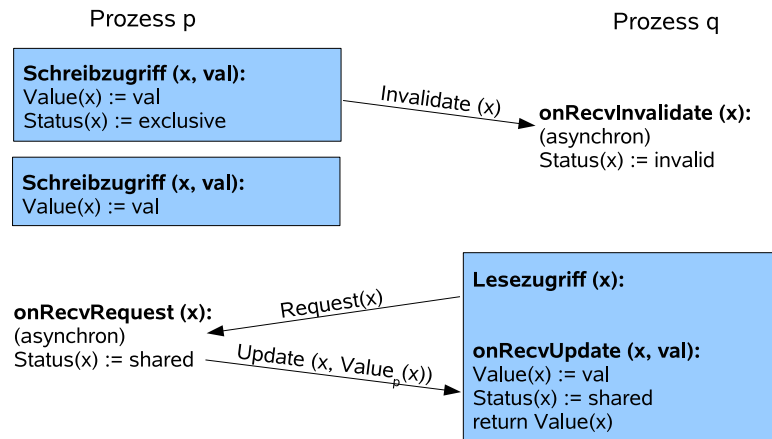 Prozess p
Prozess q
Schreibzugriff (x, val):
Value(x) := val
Status(x) := exclusive
Invalidate (x)
onRecvInvalidate (x):
(asynchron)
Status(x) := invalid
Schreibzugriff (x, val):
Value(x) := val
Lesezugriff (x):
Request(x)
onRecvRequest (x):
(asynchron)
Status(x) := shared
Update (x, Valuep(x))
onRecvUpdate (x, val):
Value(x) := val
Status(x) := shared
return Value(x)